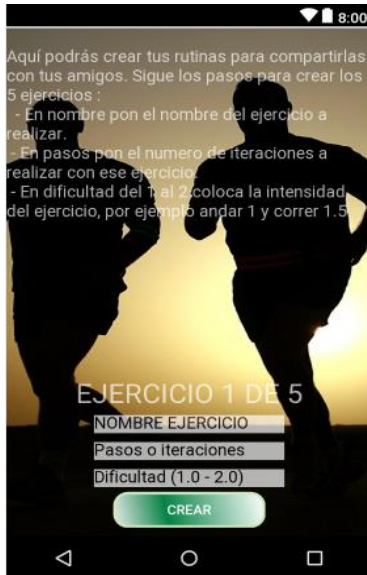 8:00
Aquí podrás crear tus rutinas para compartirlas
con tus amigos. Sigue los pasos para crear los
5 ejercicios :
- En nombre pon el nombre del ejercicio a
realizar.
- En pasos pon el numero de iteraciones a
realizar con ese ejercicio.
- En dificultad del 1 al 2 coloca la intensidad
del ejercicio, por ejemplo andar 1 y correr 1.5
EJERCICIO 1 DE 5
NOMBRE EJERCICIO
Pasos o iteraciones
Dificultad (1.0 - 2.0)
CREAR